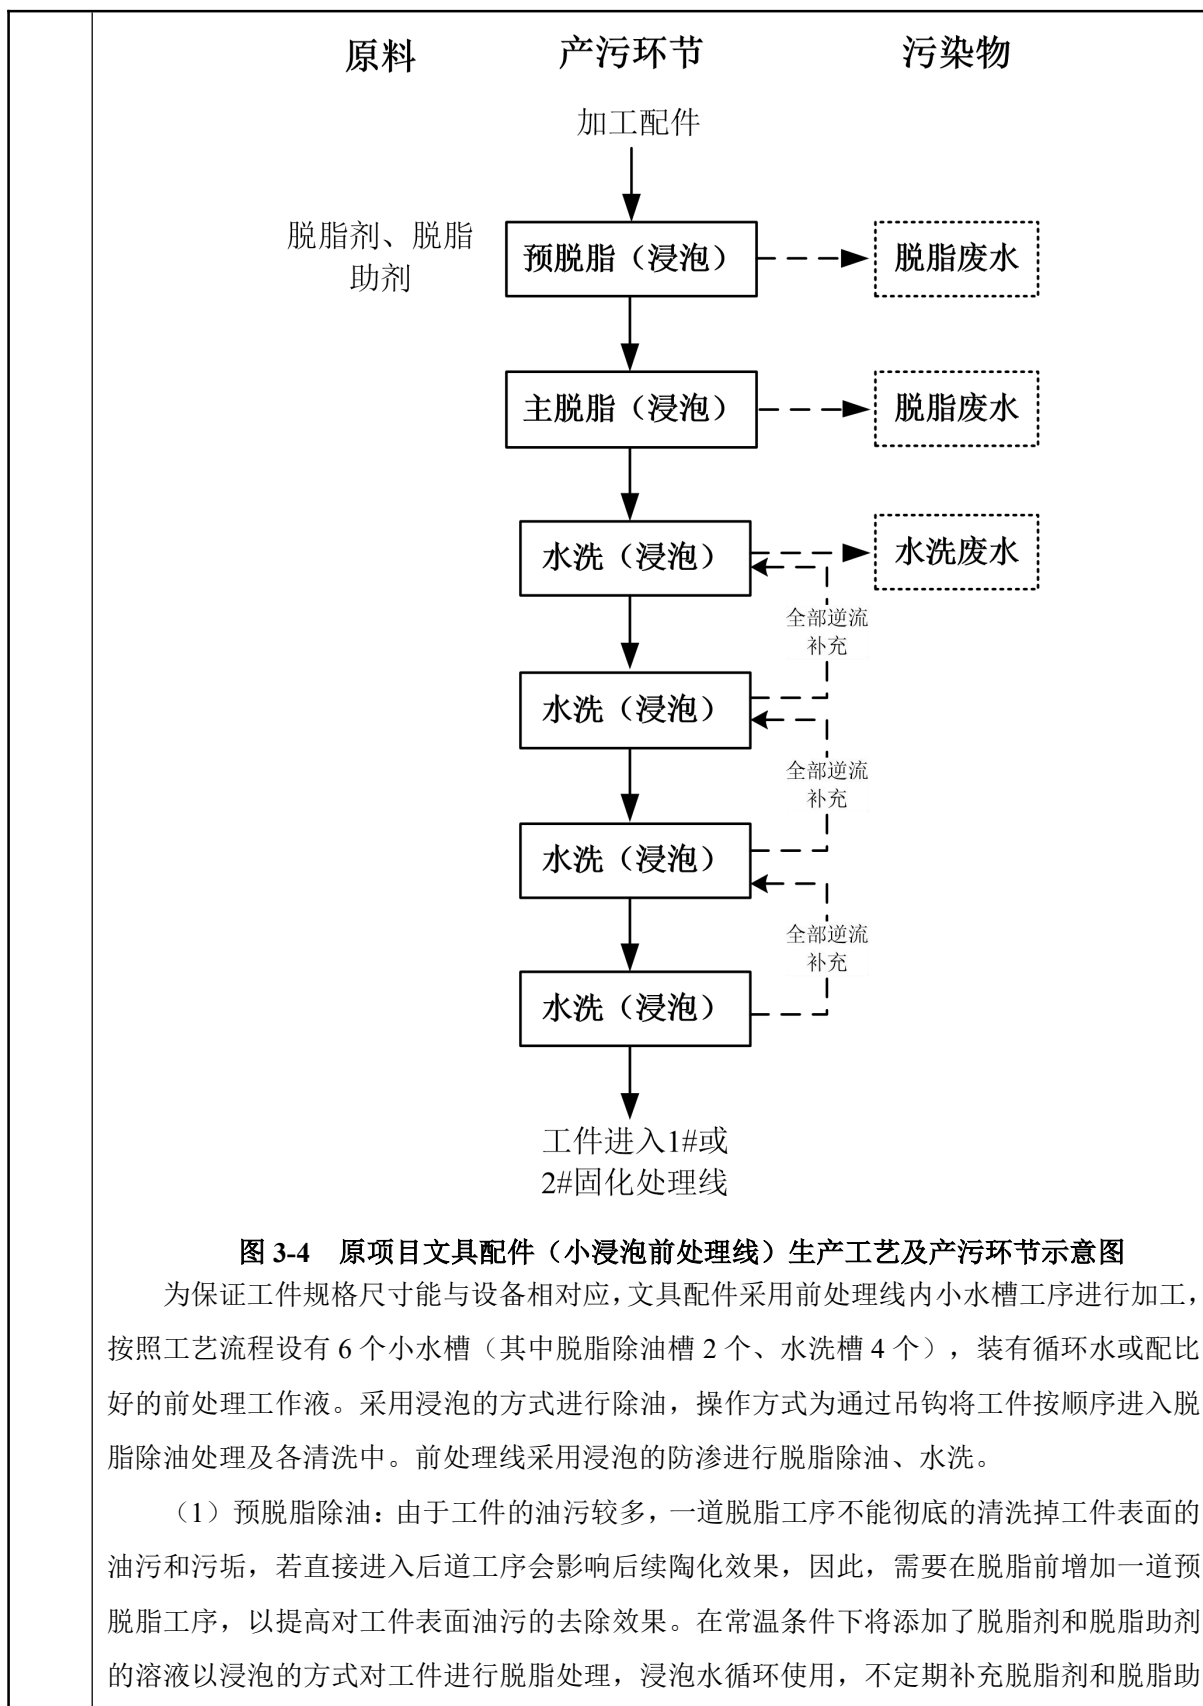 原料 产污环节 污染物
加工配件
脱脂剂、脱脂
助剂
预脱脂（浸泡）
脱脂废水
主脱脂（浸泡）
脱脂废水
水洗（浸泡）
水洗废水
全部逆流
补充
水洗（浸泡）
全部逆流
补充
水洗（浸泡）
全部逆流
补充
水洗（浸泡）
工件进入1#或
2#固化处理线
图 3-4 原项目文具配件（小浸泡前处理线）生产工艺及产污环节示意图
为保证工件规格尺寸能与设备相对应，文具配件采用前处理线内小水槽工序进行加工，
按照工艺流程设有 6 个小水槽（其中脱脂除油槽 2 个、水洗槽 4 个），装有循环水或配比
好的前处理工作液。采用浸泡的方式进行除油，操作方式为通过吊钩将工件按顺序进入脱
脂除油处理及各清洗中。前处理线采用浸泡的防渗进行脱脂除油、水洗。
（1）预脱脂除油：由于工件的油污较多，一道脱脂工序不能彻底的清洗掉工件表面的
油污和污垢，若直接进入后道工序会影响后续陶化效果，因此，需要在脱脂前增加一道预
脱脂工序，以提高对工件表面油污的去除效果。在常温条件下将添加了脱脂剂和脱脂助剂
的溶液以浸泡的方式对工件进行脱脂处理，浸泡水循环使用，不定期补充脱脂剂和脱脂助